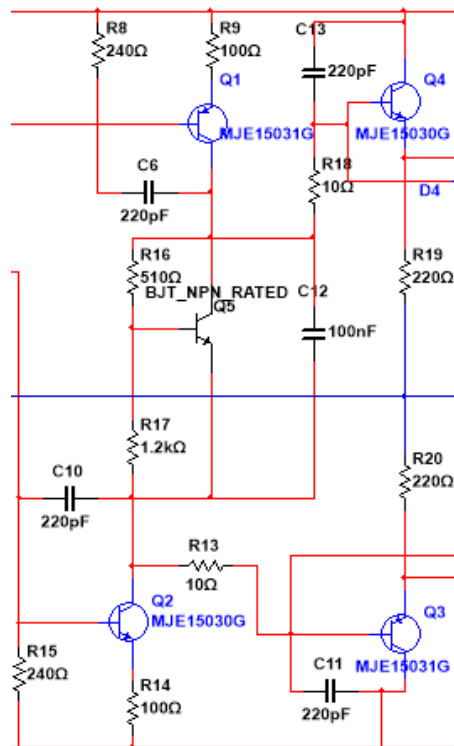 R8
240Ω
R9
100Ω
C13
220pF
Q1
MJE15031G
Q4
MJE15030G
C6
220pF
R18
10Ω
D4
R16
510Ω
BJT_NPN_RATED
Q5
C12
100nF
R19
220Ω
R17
1.2kΩ
C10
220pF
R20
220Ω
R13
10Ω
Q2
MJE15030G
Q3
MJE15031G
R15
240Ω
R14
100Ω
C11
220pF